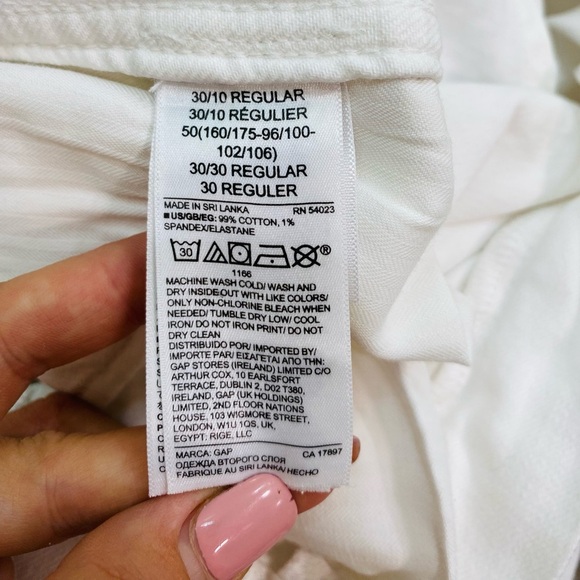 30/10 REGULAR
30/10 RÉGULIER
50(160/175-96/100-
102/106)
30/30 REGULAR
30 REGULER
MADE IN SRI LANKA RN 54023
■US/GB/EG: 99% COTTON, 1%
SPANDEX/ELASTANE
30 ®
1166
MACHINE WASH COLD/ WASH AND
DRY INSIDE OUT WITH LIKE COLORS/
ONLY NON-CHLORINE BLEACH WHEN
NEEDED/ TUMBLE DRY LOW/ COOL
IRON/ DO NOT IRON PRINT/ DO NOT
DRY CLEAN
DISTRIBUIDO POR/ IMPORTED BY/
IMPORTE PAR/ ΕΙΣΑΓΕΤΑΙ ΑΠΟ ΤΗΝ:
GAP STORES (IRELAND) LIMITED C/O
ARTHUR COX, 10 EARLSFORT
TERRACE, DUBLIN 2, D02 T380,
IRELAND, GAP (UK HOLDINGS)
LIMITED, 2ND FLOOR NATIONS
HOUSE, 103 WIGMORE STREET,
LONDON, W1U 1QS, UK,
EGYPT: RIGE, LLC
MARCA: GAP CA 17897
ОДЕЖДА ВТОРОГО СЛОЯ
FABRIQUE AU SRI LANKA/ HECHO